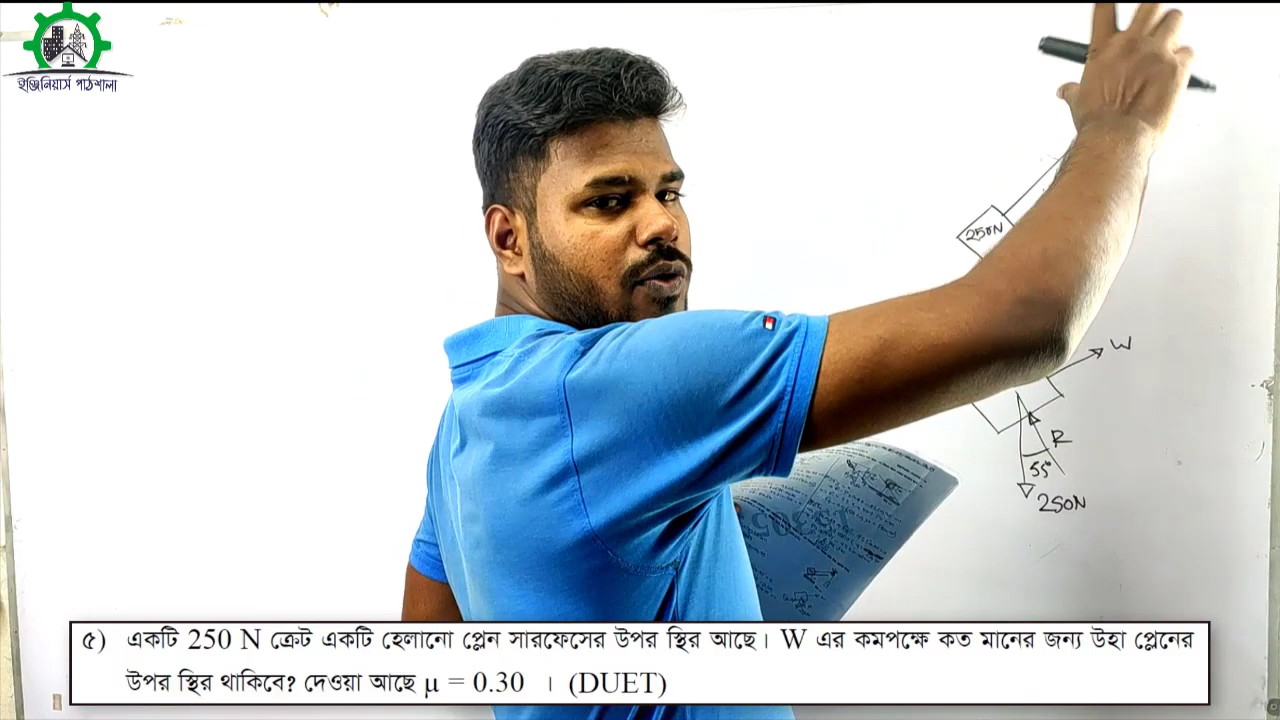 ইঞ্জিনিয়ার্স পাঠশালা
250N
W
R
55°
250N
৫) একটি 250 N ক্রেট একটি হেলানো প্লেন সারফেসের উপর স্থির আছে। W এর কমপক্ষে কত মানের জন্য উহা প্লেনের
উপর স্থির থাকিবে? দেওয়া আছে μ = 0.30 । (DUET)